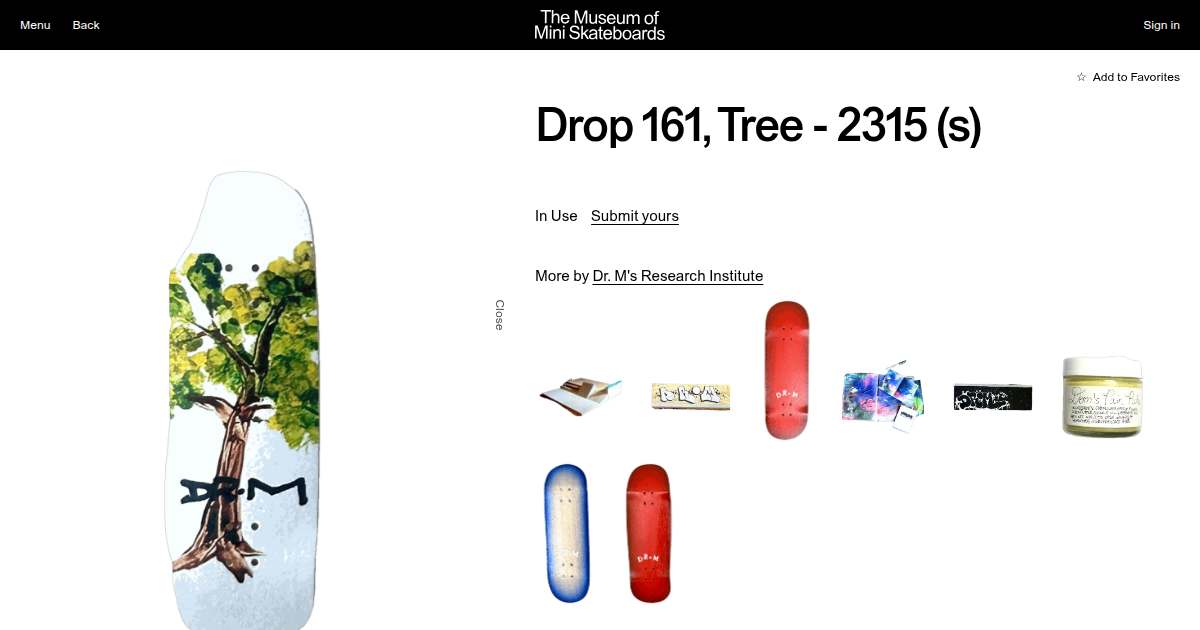 Menu
Back
The Museum of
Mini Skateboards
Sign in
☆ Add to Favorites
Drop 161, Tree - 2315 (s)
In Use
Submit yours
More by Dr. M's Research Institute
Close
DR•M
DR•M